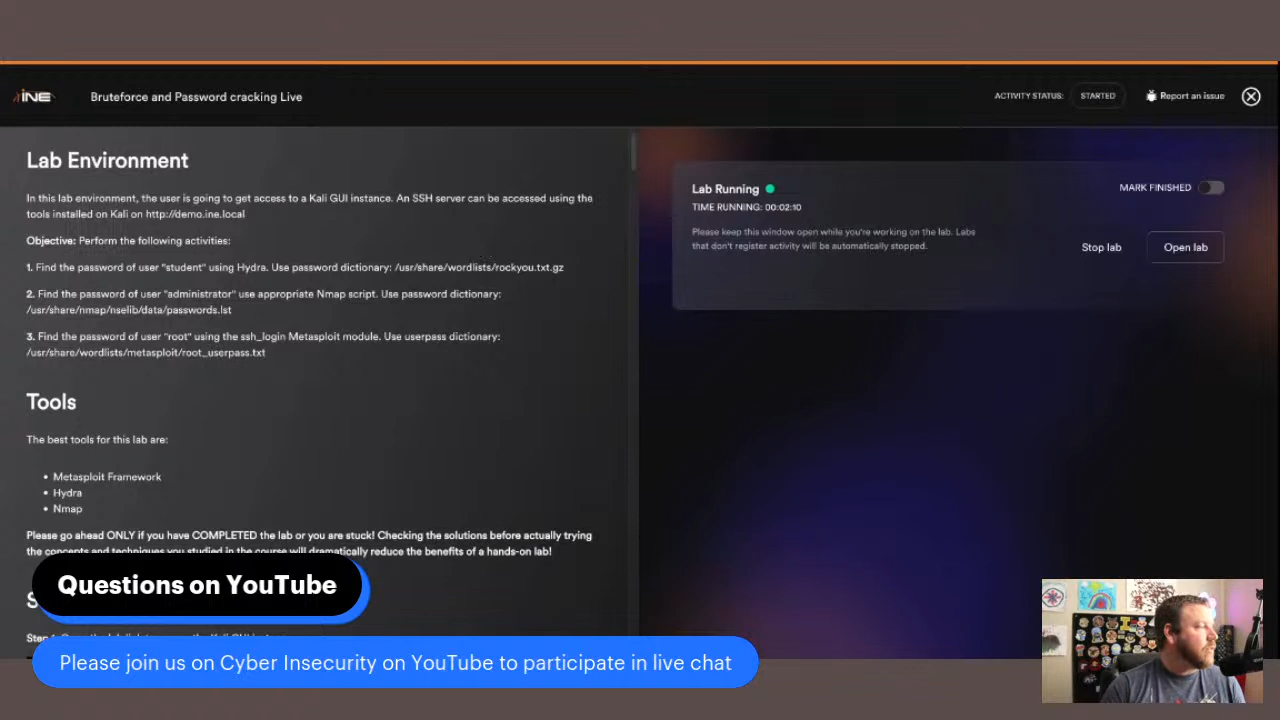 INE
Bruteforce and Password cracking Live
ACTIVITY STATUS:
STARTED
Report an issue
Lab Environment
In this lab environment, the user is going to get access to a Kali GUI instance. An SSH server can be accessed using the
tools installed on Kali on http://demo.ine.local
Objective: Perform the following activities:
1. Find the password of user "student" using Hydra. Use password dictionary: /usr/share/wordlists/rockyou.txt.gz
2. Find the password of user "administrator" use appropriate Nmap script. Use password dictionary:
/usr/share/nmap/nselib/data/passwords.lst
3. Find the password of user "root" using the ssh_login Metasploit module. Use userpass dictionary:
/usr/share/wordlists/metasploit/root_userpass.txt
Tools
The best tools for this lab are:
• Metasploit Framework
• Hydra
• Nmap
Please go ahead ONLY if you have COMPLETED the lab or you are stuck! Checking the solutions before actually trying
the concepts and techniques you studied in the course will dramatically reduce the benefits of a hands-on lab!
Lab Running
MARK FINISHED
TIME RUNNING: 00:02:10
Please keep this window open while you're working on the lab. Labs
that don't register activity will be automatically stopped.
Stop lab
Open lab
Questions on YouTube
Please join us on Cyber Insecurity on YouTube to participate in live chat